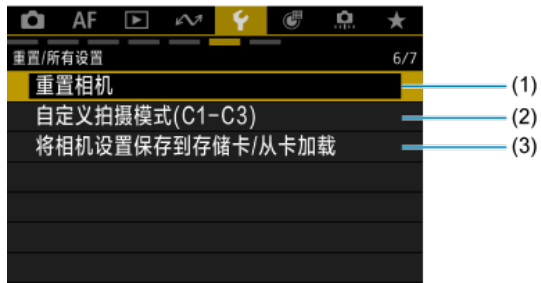 AF
重置/所有设置 6/7
重置相机 (1)
自定义拍摄模式(C1-C3) (2)
将相机设置保存到存储卡/从卡加载 (3)